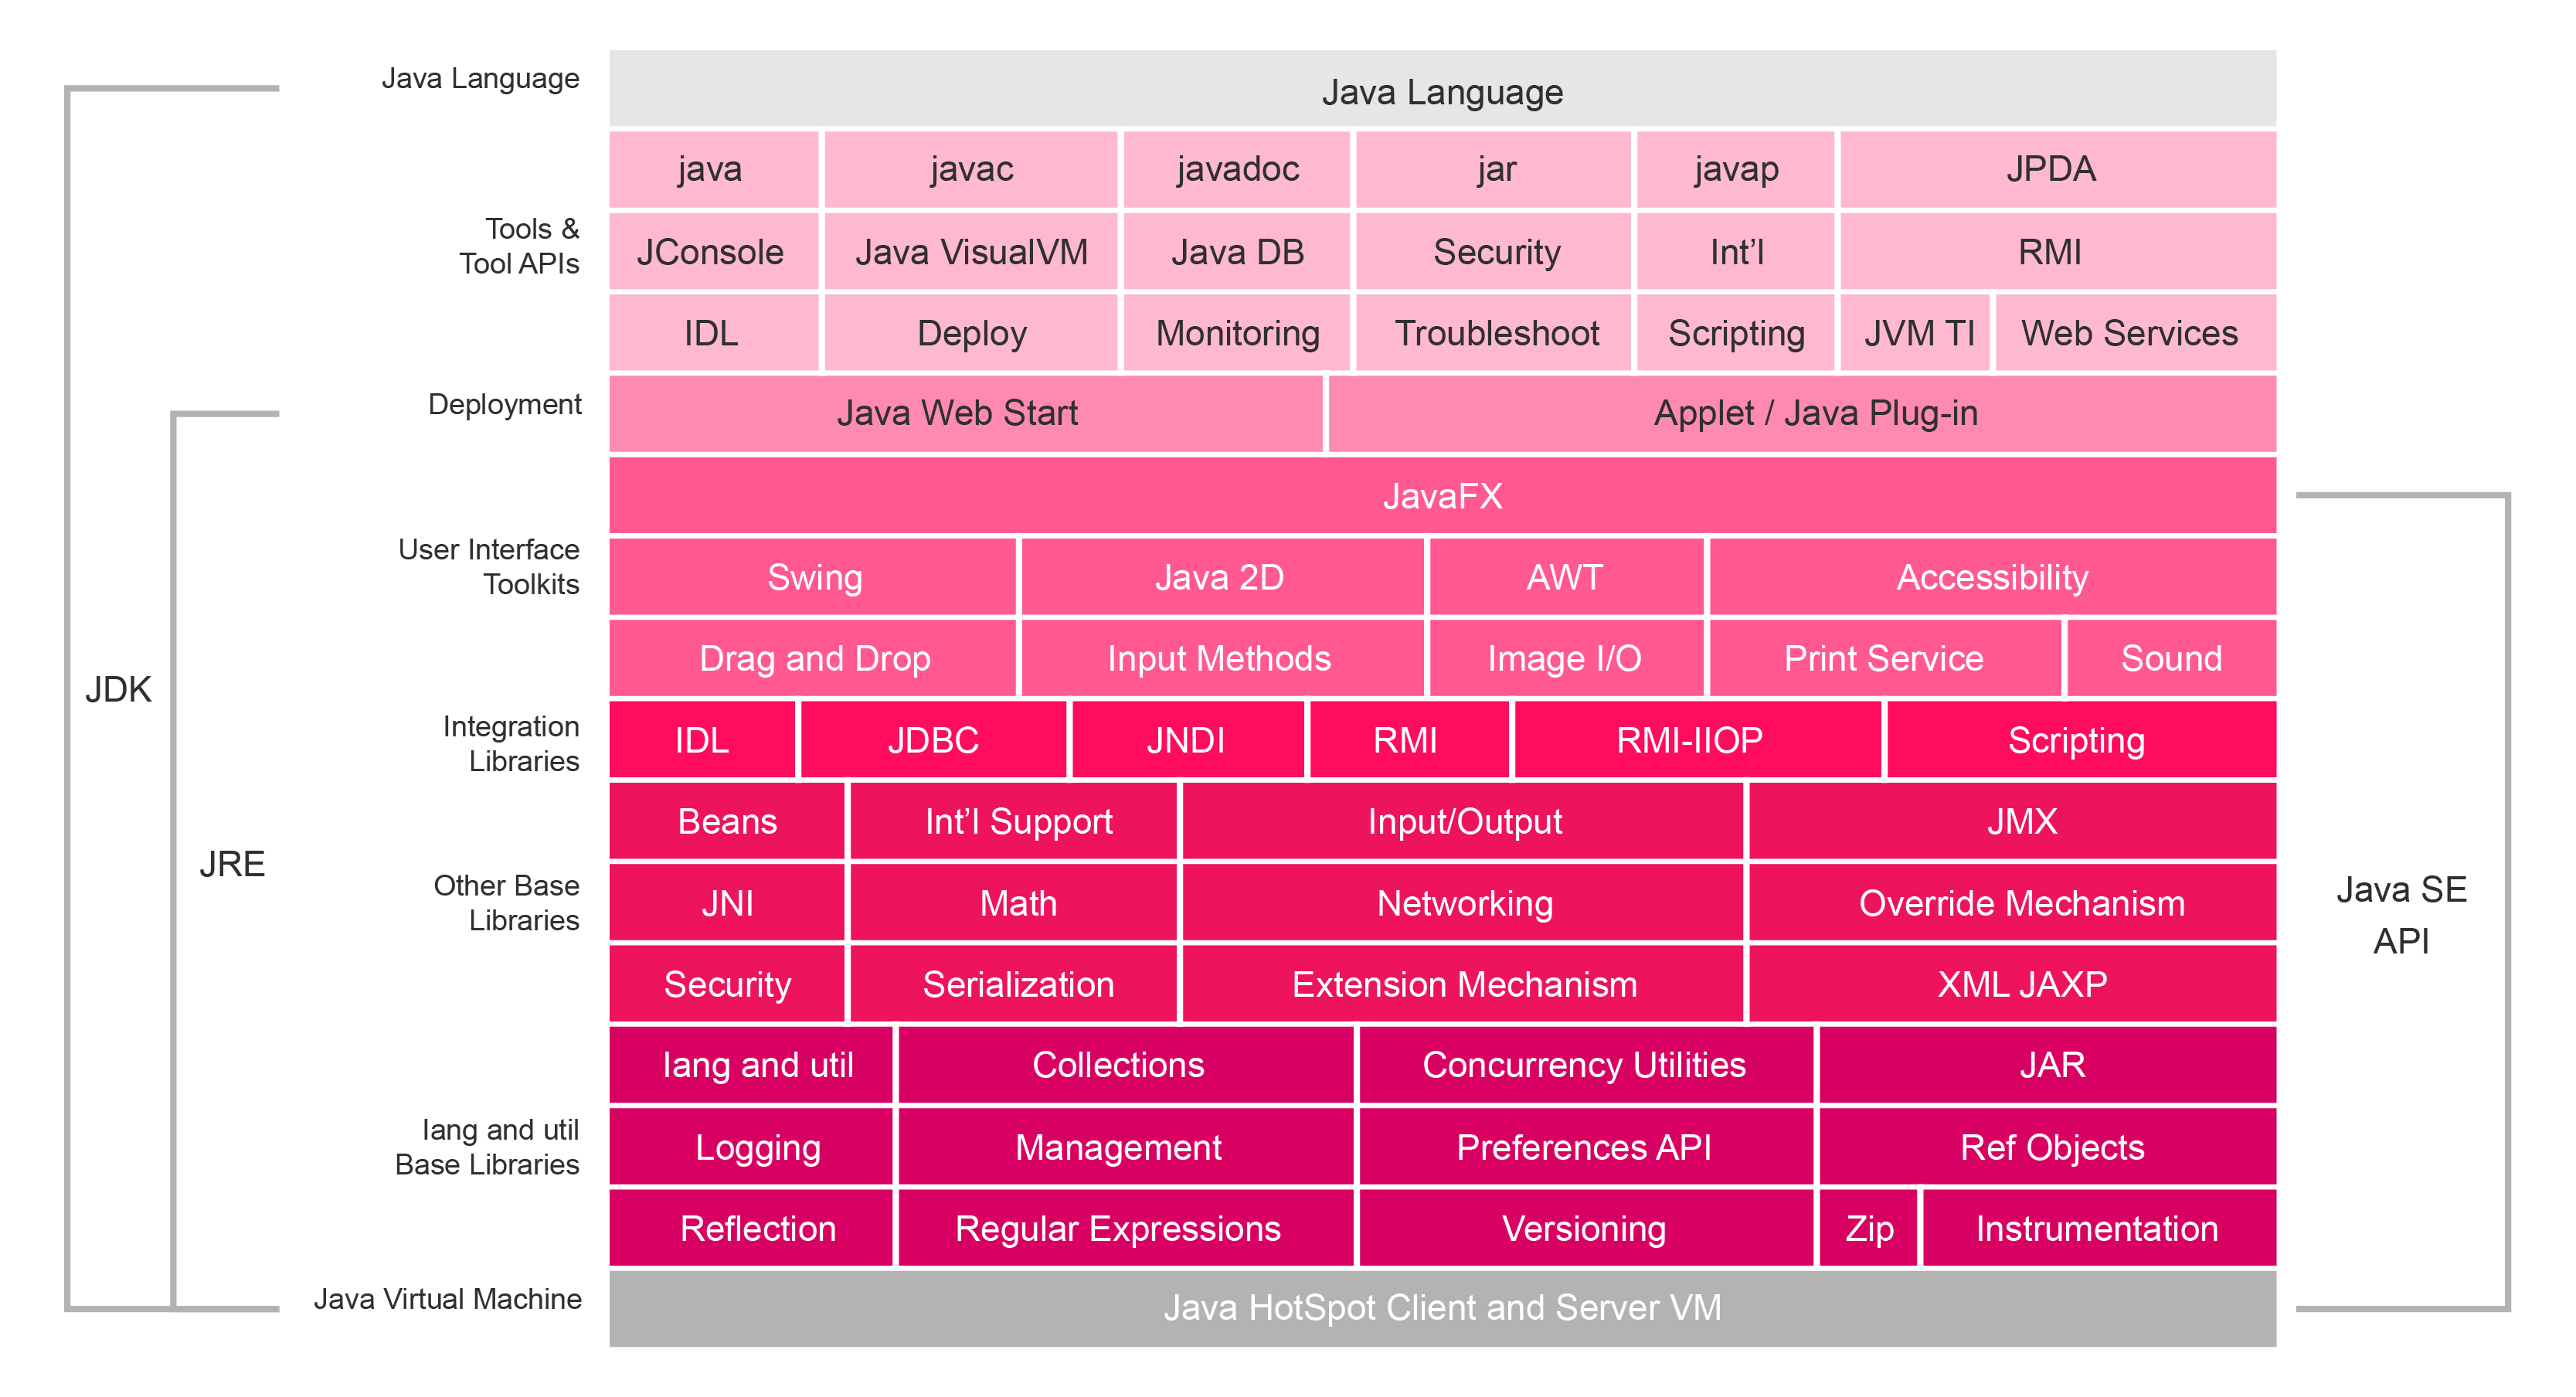 Java Language
Java Language
java javac javadoc jar javap JPDA
Tools &
Tool APIs
JConsole Java VisualVM Java DB Security Int’l RMI
IDL Deploy Monitoring Troubleshoot Scripting JVM TI Web Services
Deployment
Java Web Start Applet / Java Plug-in
JavaFX
User Interface
Toolkits
Swing Java 2D AWT Accessibility
Drag and Drop Input Methods Image I/O Print Service Sound
Integration
Libraries
IDL JDBC JNDI RMI RMI-IIOP Scripting
Beans Int’l Support Input/Output JMX
Other Base
Libraries
JNI Math Networking Override Mechanism
Security Serialization Extension Mechanism XML JAXP
lang and util Collections Concurrency Utilities JAR
lang and util
Base Libraries
Logging Management Preferences API Ref Objects
Reflection Regular Expressions Versioning Zip Instrumentation
Java Virtual Machine
Java HotSpot Client and Server VM
JDK
JRE
Java SE
API